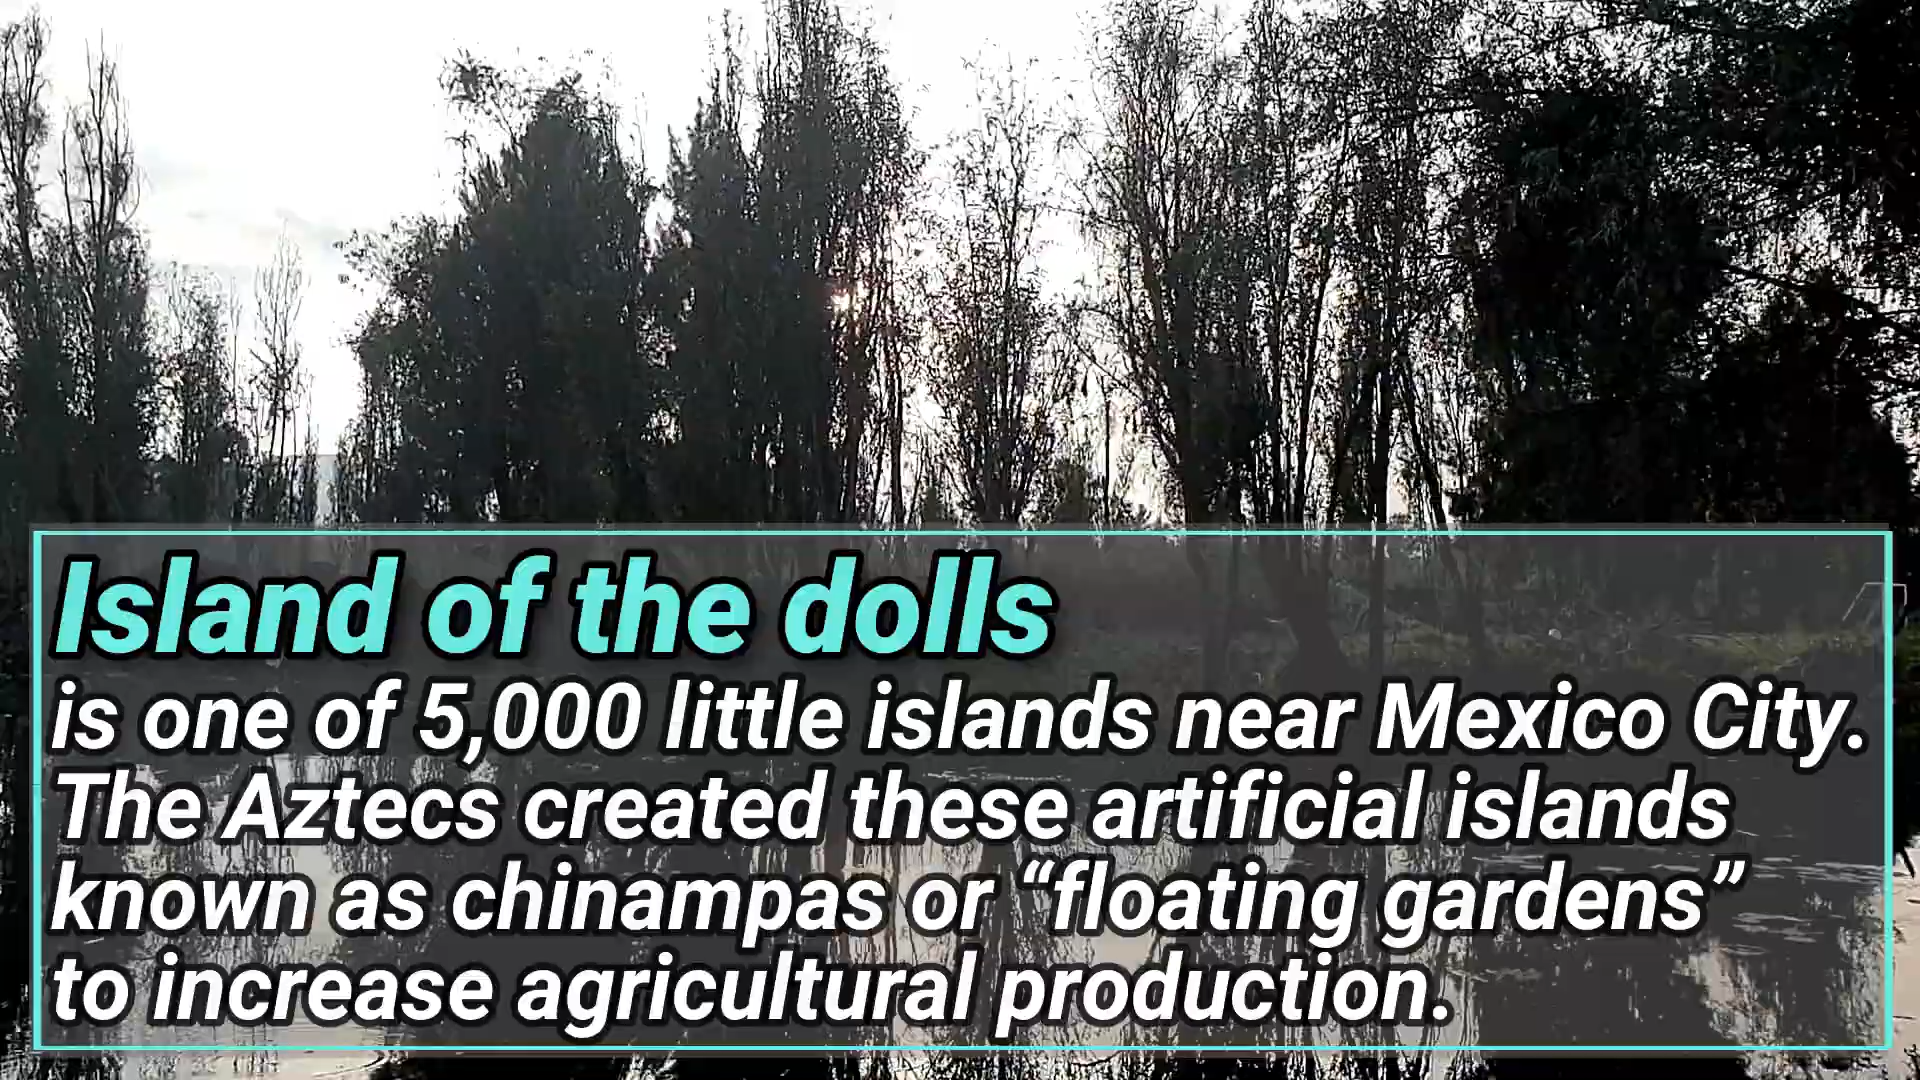 Island of the dolls
is one of 5,000 little islands near Mexico City.
The Aztecs created these artificial islands
known as chinampas or “floating gardens”
to increase agricultural production.